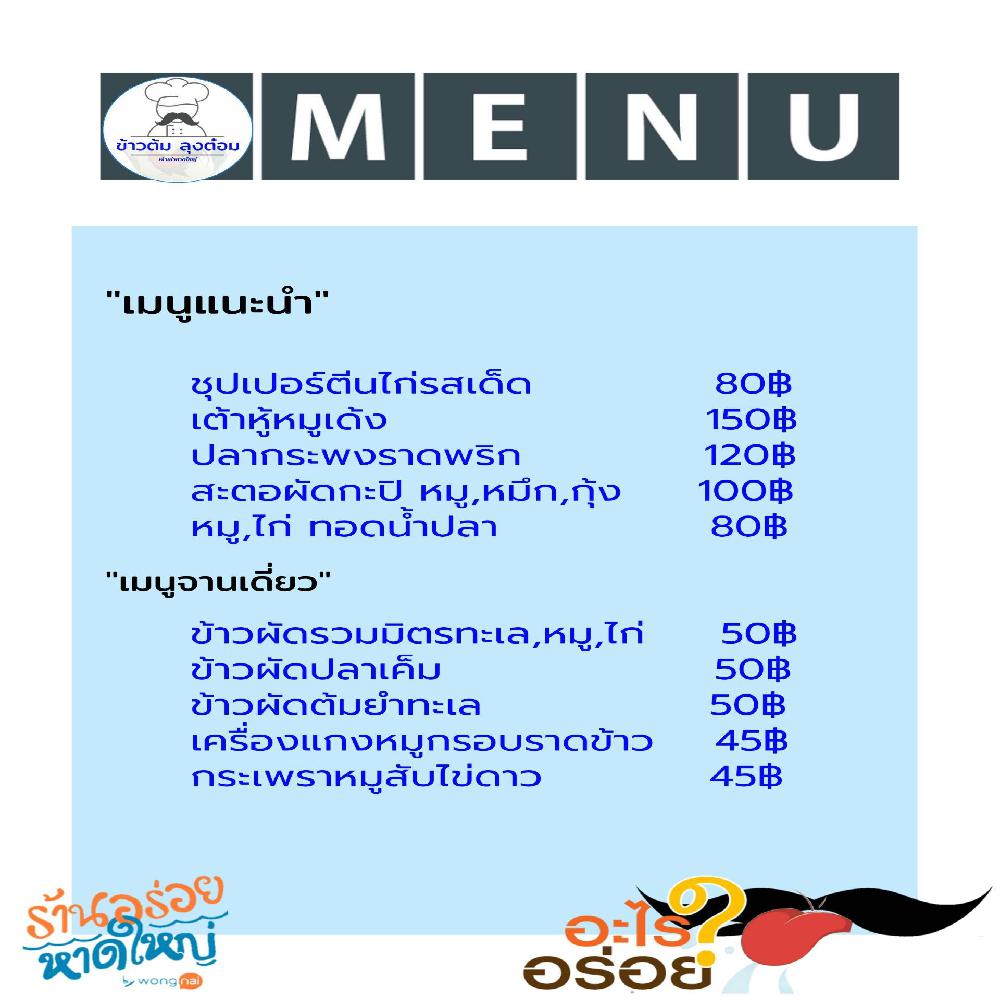 ข้าวต้ม ลุงต๋อม
MENU
"เมนูแนะนำ"
ซุปเปอร์ตีนไก่รสเด็ด 80฿
เต้าหู้หมูเด้ง 150฿
ปลากระพงราดพริก 120฿
สะตอผัดกะปิ หมู,หมึก,กุ้ง 100฿
หมู,ไก่ ทอดน้ำปลา 80฿
"เมนูจานเดี่ยว"
ข้าวผัดรวมมิตรทะเล,หมู,ไก่ 50฿
ข้าวผัดปลาเค็ม 50฿
ข้าวผัดต้มยำทะเล 50฿
เครื่องแกงหมูกรอบราดข้าว 45฿
กระเพราหมูสับไข่ดาว 45฿
ร้านอร่อย
หาดใหญ่
by wongnai
อะไร?
อร่อย